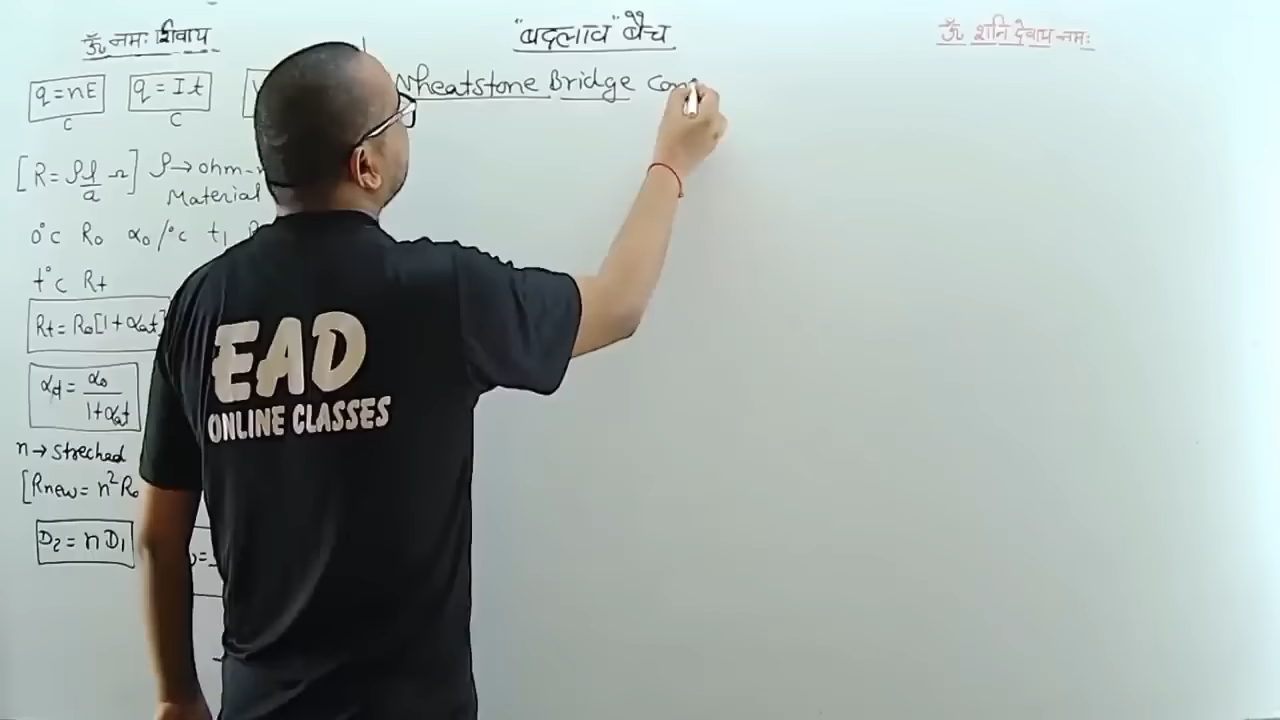 ॐ नमः शिवाय
"बदलाव" बैच
ॐ शनि देवाय नमः
q=nE
C
q=It
C
Wheatstone Bridge con
[R=ρl/a Ω] ρ→ohm-
Material
0°c R₀ α₀/°c t₁
t°c Rt
Rt=R₀[1+α₀t]
αt=α₀/1+α₀t
n→streched
[Rnew=n²R₀
D₂=nD₁
EAD
ONLINE CLASSES